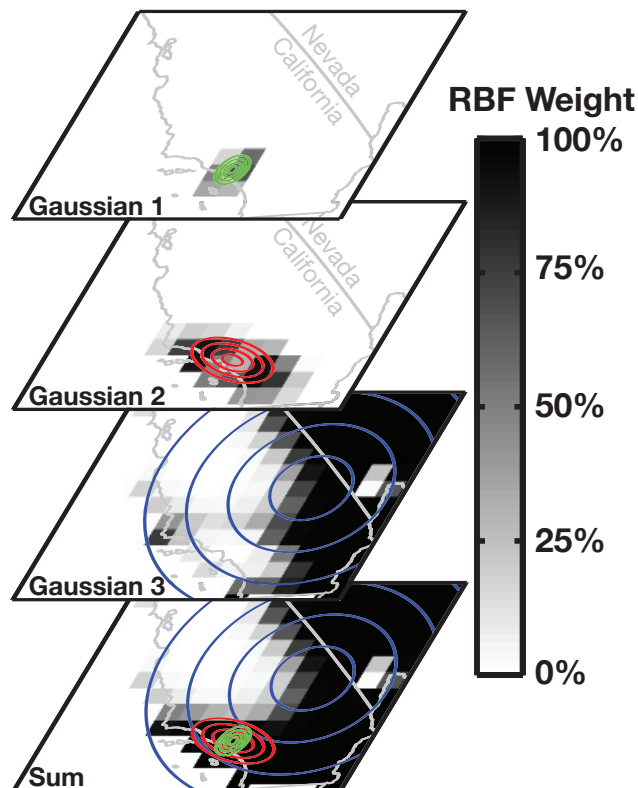 Nevada
California
RBF Weight
100%
Gaussian 1
Nevada
California
75%
Gaussian 2
50%
25%
Gaussian 3
0%
Sum